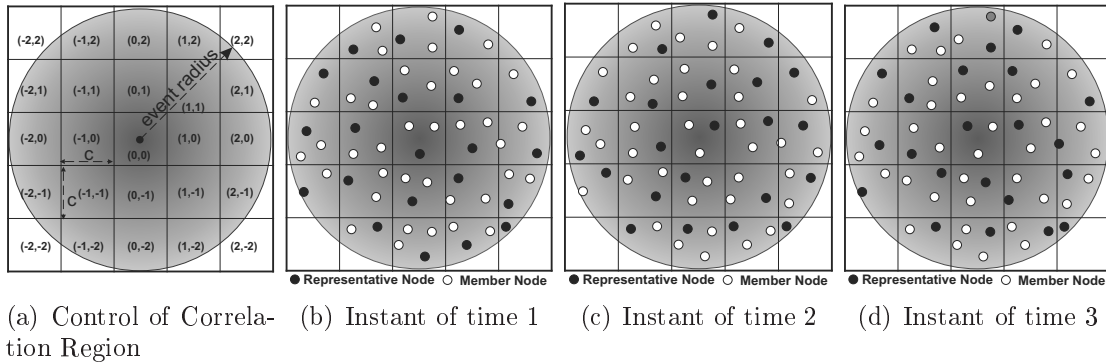 (-2,2) (-1,2) (0,2) (1,2) (2,2)
event radius
(-2,1) (-1,1) (0,1) (1,1) (2,1)
(-2,0) (-1,0) (0,0) (1,0) (2,0)
C
C
(-2,-1) (-1,-1) (0,-1) (1,-1) (2,-1)
(-2,-2) (-1,-2) (0,-2) (1,-2) (2,-2)
Representative Node Member Node
Representative Node Member Node
Representative Node Member Node
(a) Control of Correla-
tion Region
(b) Instant of time 1
(c) Instant of time 2
(d) Instant of time 3